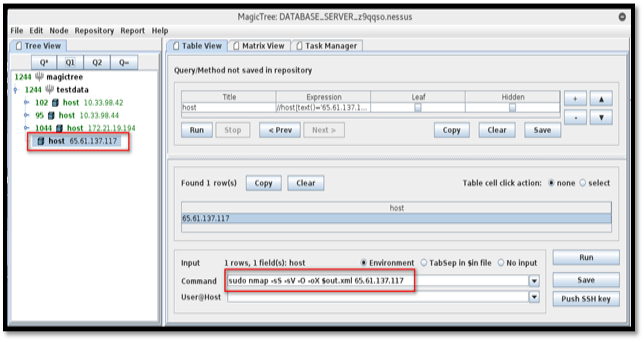 MagicTree: DATABASE_SERVER_z9qqso.nessus
File Edit Node Repository Report Help
Tree View
Q* Q1 Q2 Q=
1244 magictree
1244 testdata
102 host 10.33.98.42
95 host 10.33.98.44
1044 host 172.21.19.194
host 65.61.137.117
Table View Matrix View Task Manager
Query/Method not saved in repository
Title Expression Leaf Hidden
host //host[text()='65.61.137.1...
+ ▲
- ▼
Run Stop < Prev Next > Copy Clear Save
Found 1 row(s) Copy Clear Table cell click action: none select
host
65.61.137.117
Input 1 rows, 1 field(s): host Environment TabSep in $in file No input Run
Command sudo nmap -sS -sV -O -oX $out.xml 65.61.137.117 Save
User@Host Push SSH key